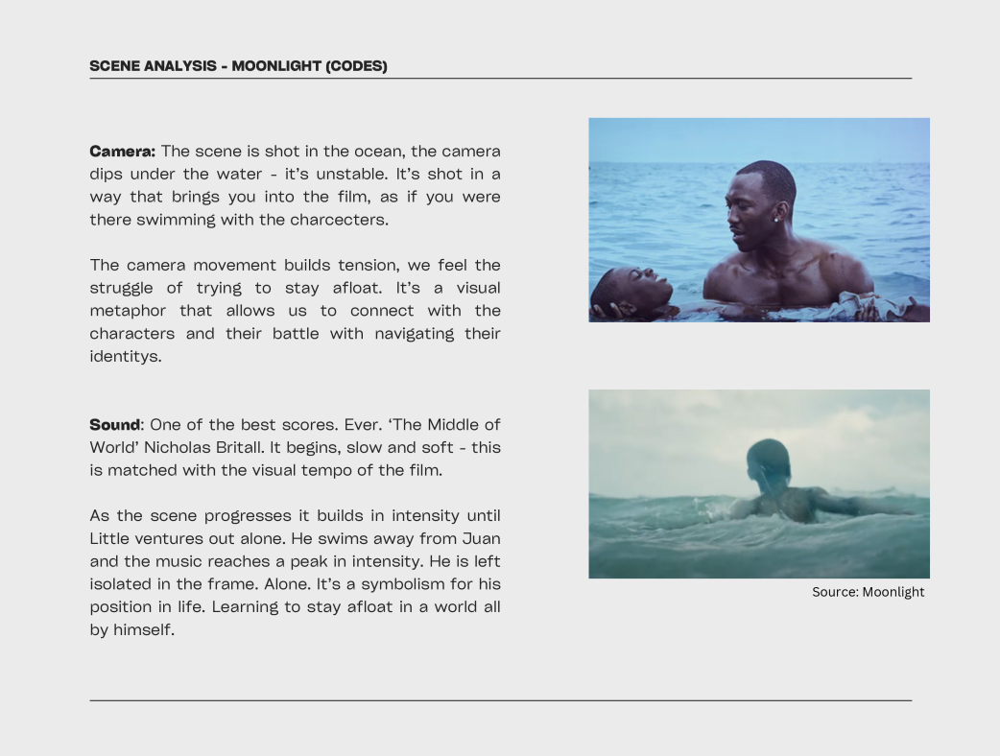 SCENE ANALYSIS - MOONLIGHT (CODES)
Camera: The scene is shot in the ocean, the camera
dips under the water - it's unstable. It's shot in a
way that brings you into the film, as if you were
there swimming with the charcecters.
The camera movement builds tension, we feel the
struggle of trying to stay afloat. It's a visual
metaphor that allows us to connect with the
characters and their battle with navigating their
identitys.
Sound: One of the best scores. Ever. ‘The Middle of
World’ Nicholas Britall. It begins, slow and soft - this
is matched with the visual tempo of the film.
As the scene progresses it builds in intensity until
Little ventures out alone. He swims away from Juan
and the music reaches a peak in intensity. He is left
isolated in the frame. Alone. It's a symbolism for his
position in life. Learning to stay afloat in a world all
by himself.
Source: Moonlight